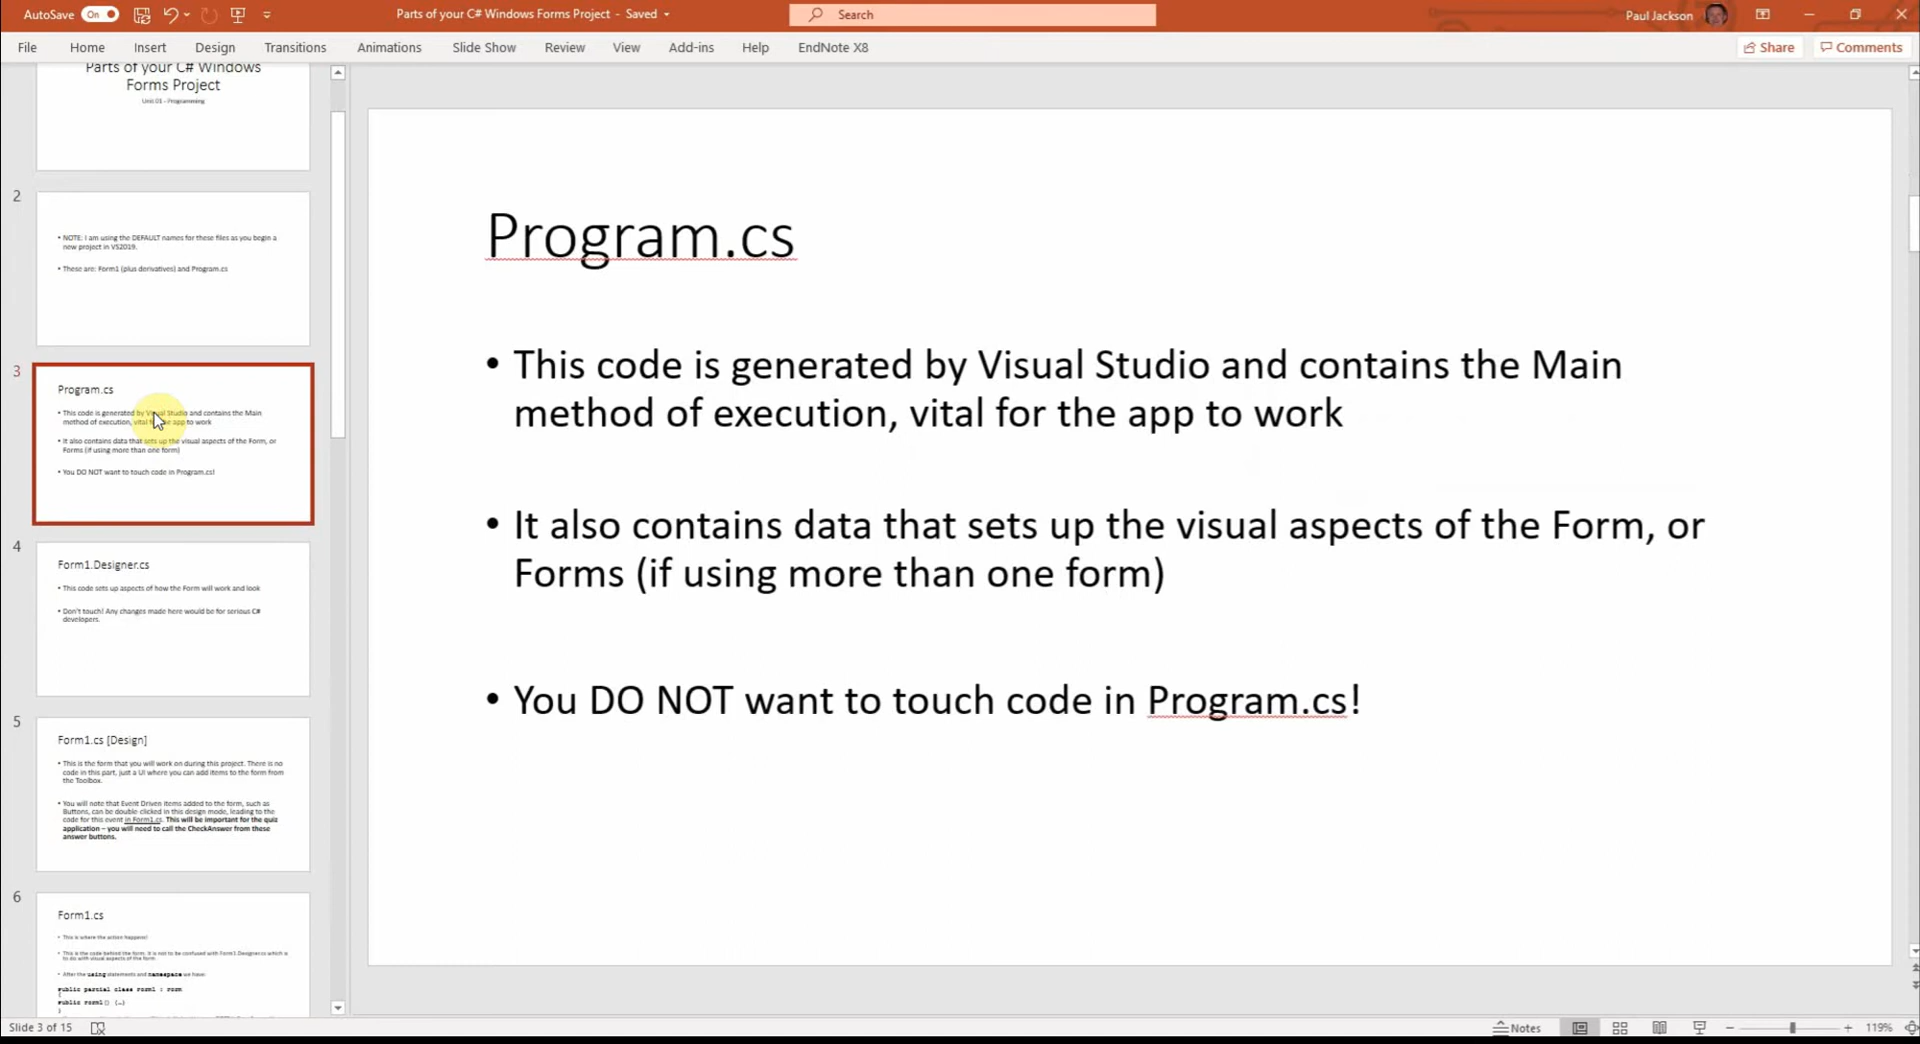 AutoSave On
Parts of your C# Windows Forms Project - Saved
Search
Paul Jackson
File Home Insert Design Transitions Animations Slide Show Review View Add-ins Help EndNote X8
Share Comments
Parts of your C# Windows
Forms Project
Unit 01 - Programming
2
• NOTE: I am using the DEFAULT names for these files as you begin a
new project in VS2019.
• These are: Form1 (plus derivatives) and Program.cs
3
Program.cs
• This code is generated by Visual Studio and contains the Main
method of execution, vital for the app to work
• It also contains data that sets up the visual aspects of the Form, or
Forms (if using more than one form)
• You DO NOT want to touch code in Program.cs!
4
Form1.Designer.cs
• This code sets up aspects of how the Form will work and look
• Don't touch! Any changes made here would be for serious C#
developers.
5
Form1.cs [Design]
• This is the form that you will work on during this project. There is no
code in this part, just a UI where you can add items to the form from
the Toolbox.
• You will note that Event Driven items added to the form, such as
Buttons, can be double clicked in this design mode, leading to the
code for this event in Form1.cs. This will be important for the quiz
application – you will need to call the CheckAnswer from these
answer buttons.
6
Form1.cs
• This is where the action happens!
• This is the code behind the form. It is not to be confused with Form1.Designer.cs which is
to do with visual aspects of the form.
• After the using statements and namespace we have:
public partial class Form1 : Form
{
public Form1() {…}
}
Program.cs
• This code is generated by Visual Studio and contains the Main
method of execution, vital for the app to work
• It also contains data that sets up the visual aspects of the Form, or
Forms (if using more than one form)
• You DO NOT want to touch code in Program.cs!
Slide 3 of 15
Notes
119%